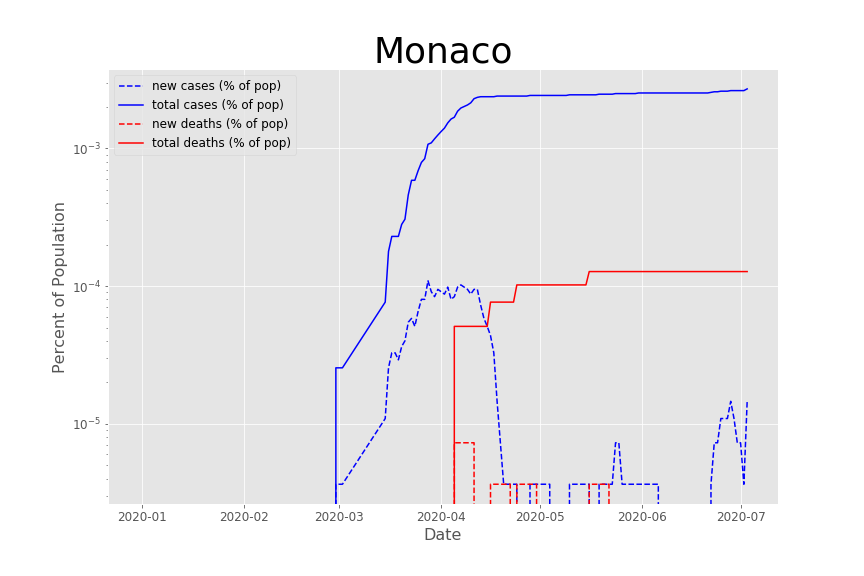 Monaco
new cases (% of pop)
total cases (% of pop)
new deaths (% of pop)
total deaths (% of pop)
10⁻³
10⁻⁴
10⁻⁵
Percent of Population
2020-01 2020-02 2020-03 2020-04 2020-05 2020-06 2020-07
Date